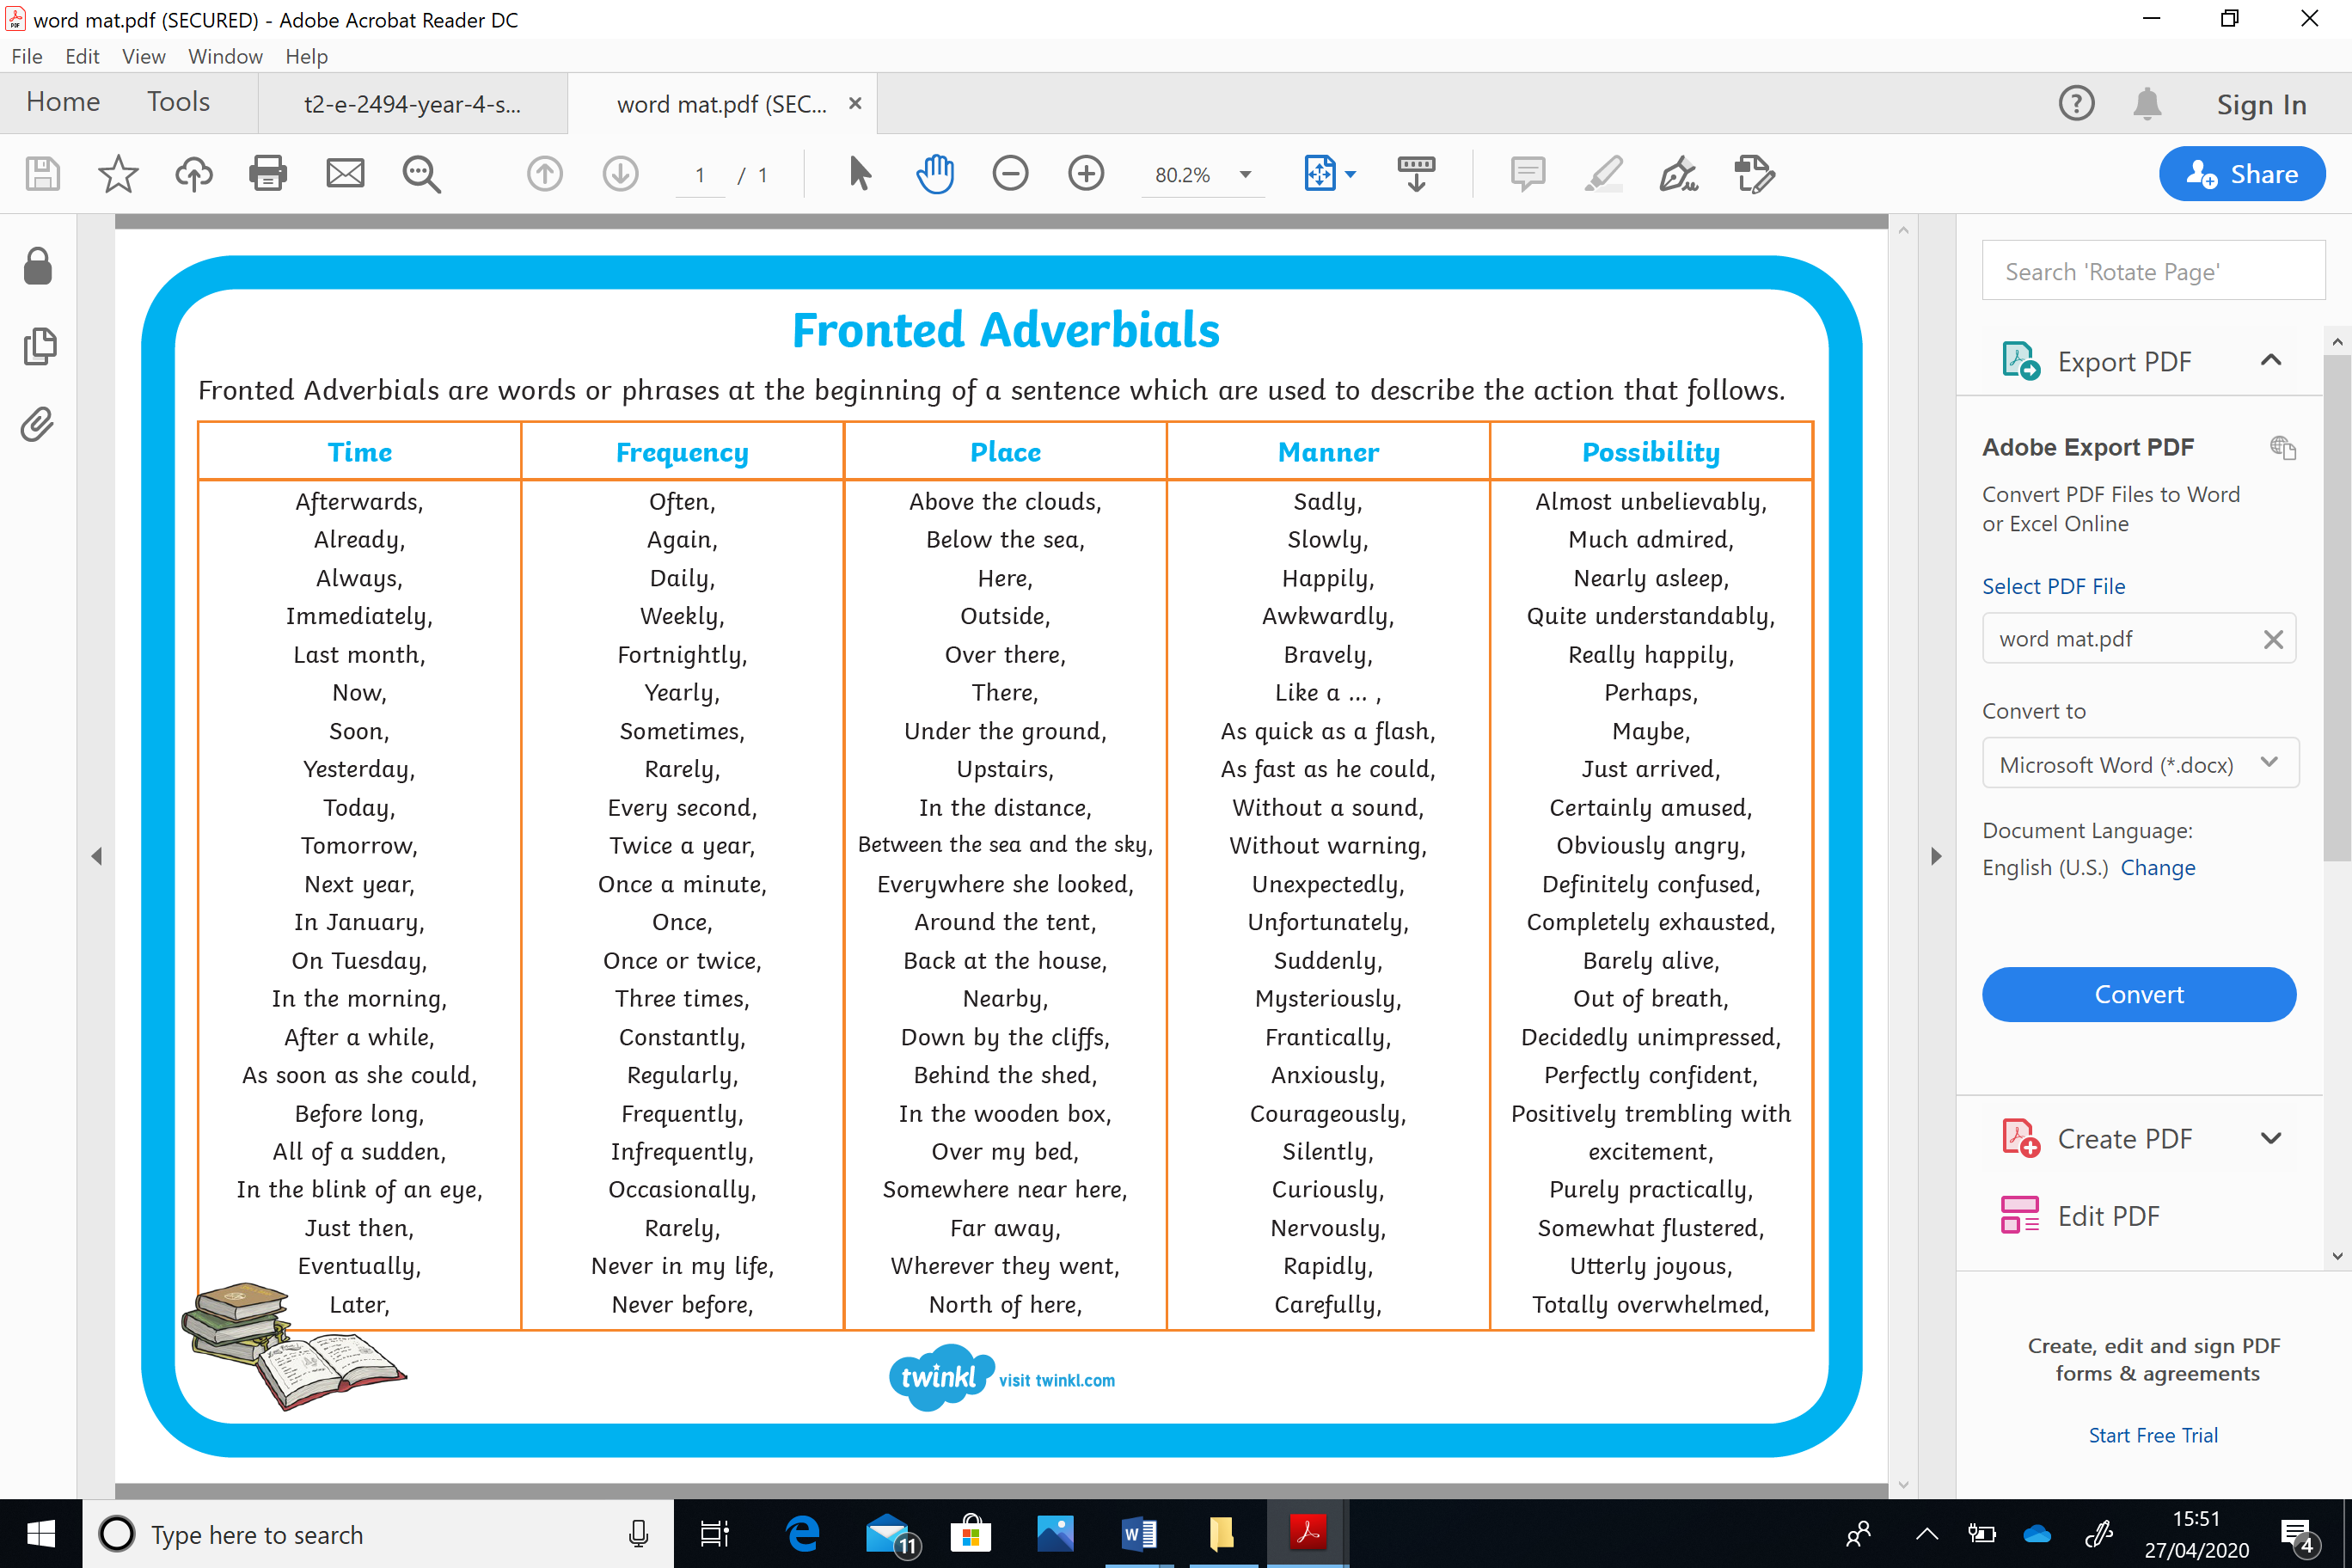 word mat.pdf (SECURED) - Adobe Acrobat Reader DC
File Edit View Window Help
Home Tools t2-e-2494-year-4-s... word mat.pdf (SEC... Sign In
1 / 1 80.2% Share
Search 'Rotate Page'
Export PDF
Adobe Export PDF
Convert PDF Files to Word
or Excel Online
Select PDF File
word mat.pdf
Convert to
Microsoft Word (*.docx)
Document Language:
English (U.S.) Change
Convert
Create PDF
Edit PDF
Create, edit and sign PDF
forms & agreements
Start Free Trial
Fronted Adverbials
Fronted Adverbials are words or phrases at the beginning of a sentence which are used to describe the action that follows.
Time
Afterwards,
Already,
Always,
Immediately,
Last month,
Now,
Soon,
Yesterday,
Today,
Tomorrow,
Next year,
In January,
On Tuesday,
In the morning,
After a while,
As soon as she could,
Before long,
All of a sudden,
In the blink of an eye,
Just then,
Eventually,
Later,
Frequency
Often,
Again,
Daily,
Weekly,
Fortnightly,
Yearly,
Sometimes,
Rarely,
Every second,
Twice a year,
Once a minute,
Once,
Once or twice,
Three times,
Constantly,
Regularly,
Frequently,
Infrequently,
Occasionally,
Rarely,
Never in my life,
Never before,
Place
Above the clouds,
Below the sea,
Here,
Outside,
Over there,
There,
Under the ground,
Upstairs,
In the distance,
Between the sea and the sky,
Everywhere she looked,
Around the tent,
Back at the house,
Nearby,
Down by the cliffs,
Behind the shed,
In the wooden box,
Over my bed,
Somewhere near here,
Far away,
Wherever they went,
North of here,
Manner
Sadly,
Slowly,
Happily,
Awkwardly,
Bravely,
Like a ... ,
As quick as a flash,
As fast as he could,
Without a sound,
Without warning,
Unexpectedly,
Unfortunately,
Suddenly,
Mysteriously,
Frantically,
Anxiously,
Courageously,
Silently,
Curiously,
Nervously,
Rapidly,
Carefully,
Possibility
Almost unbelievably,
Much admired,
Nearly asleep,
Quite understandably,
Really happily,
Perhaps,
Maybe,
Just arrived,
Certainly amused,
Obviously angry,
Definitely confused,
Completely exhausted,
Barely alive,
Out of breath,
Decidedly unimpressed,
Perfectly confident,
Positively trembling with
excitement,
Purely practically,
Somewhat flustered,
Utterly joyous,
Totally overwhelmed,
twinkl visit twinkl.com
Type here to search
11
15:51
27/04/2020
4